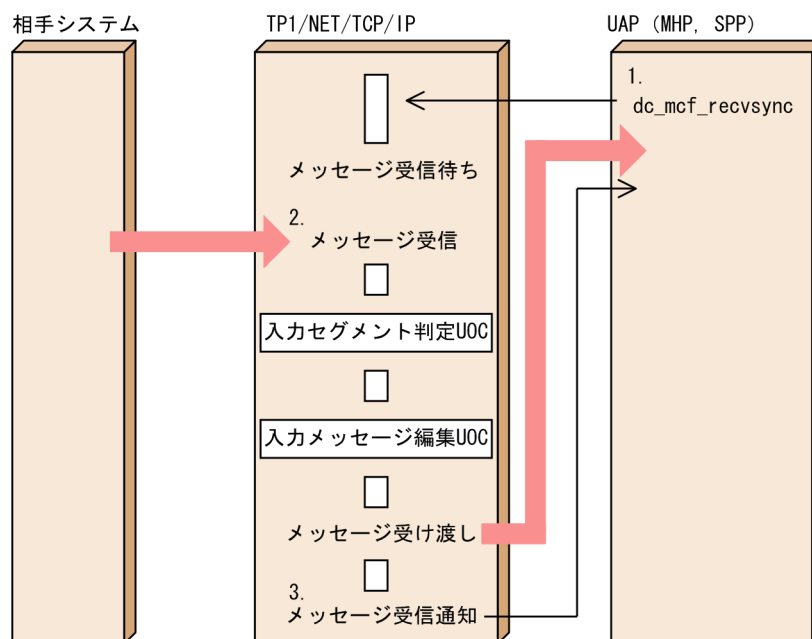 相手システム
TP1/NET/TCP/IP
UAP (MHP, SPP)
1.
dc_mcf_recvsync
メッセージ受信待ち
2.
メッセージ受信
入力セグメント判定UOC
入力メッセージ編集UOC
メッセージ受け渡し
3.
メッセージ受信通知